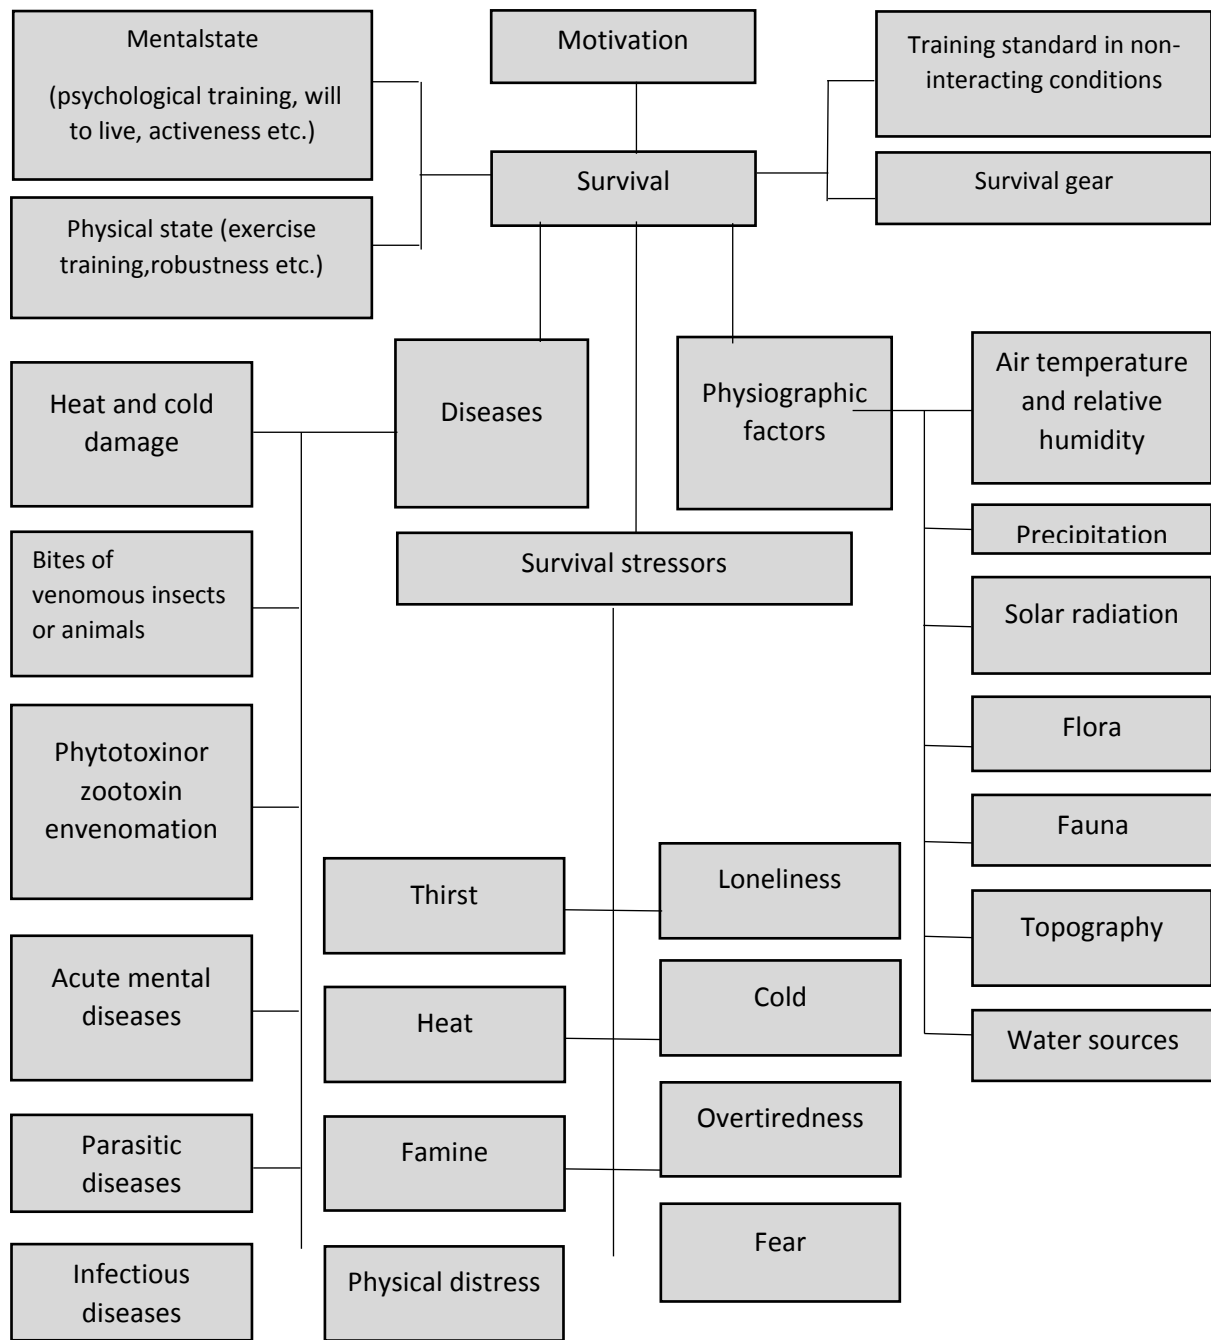 Mentalstate
(psychological training, will
to live, activeness etc.)
Motivation
Training standard in non-
interacting conditions
Survival
Survival gear
Physical state (exercise
training,robustness etc.)
Heat and cold
damage
Diseases
Physiographic
factors
Air temperature
and relative
humidity
Bites of
venomous insects
or animals
Survival stressors
Precipitation
Solar radiation
Phytotoxinor
zootoxin
envenomation
Flora
Fauna
Thirst
Loneliness
Topography
Acute mental
diseases
Heat
Cold
Water sources
Parasitic
diseases
Famine
Overtiredness
Infectious
diseases
Physical distress
Fear